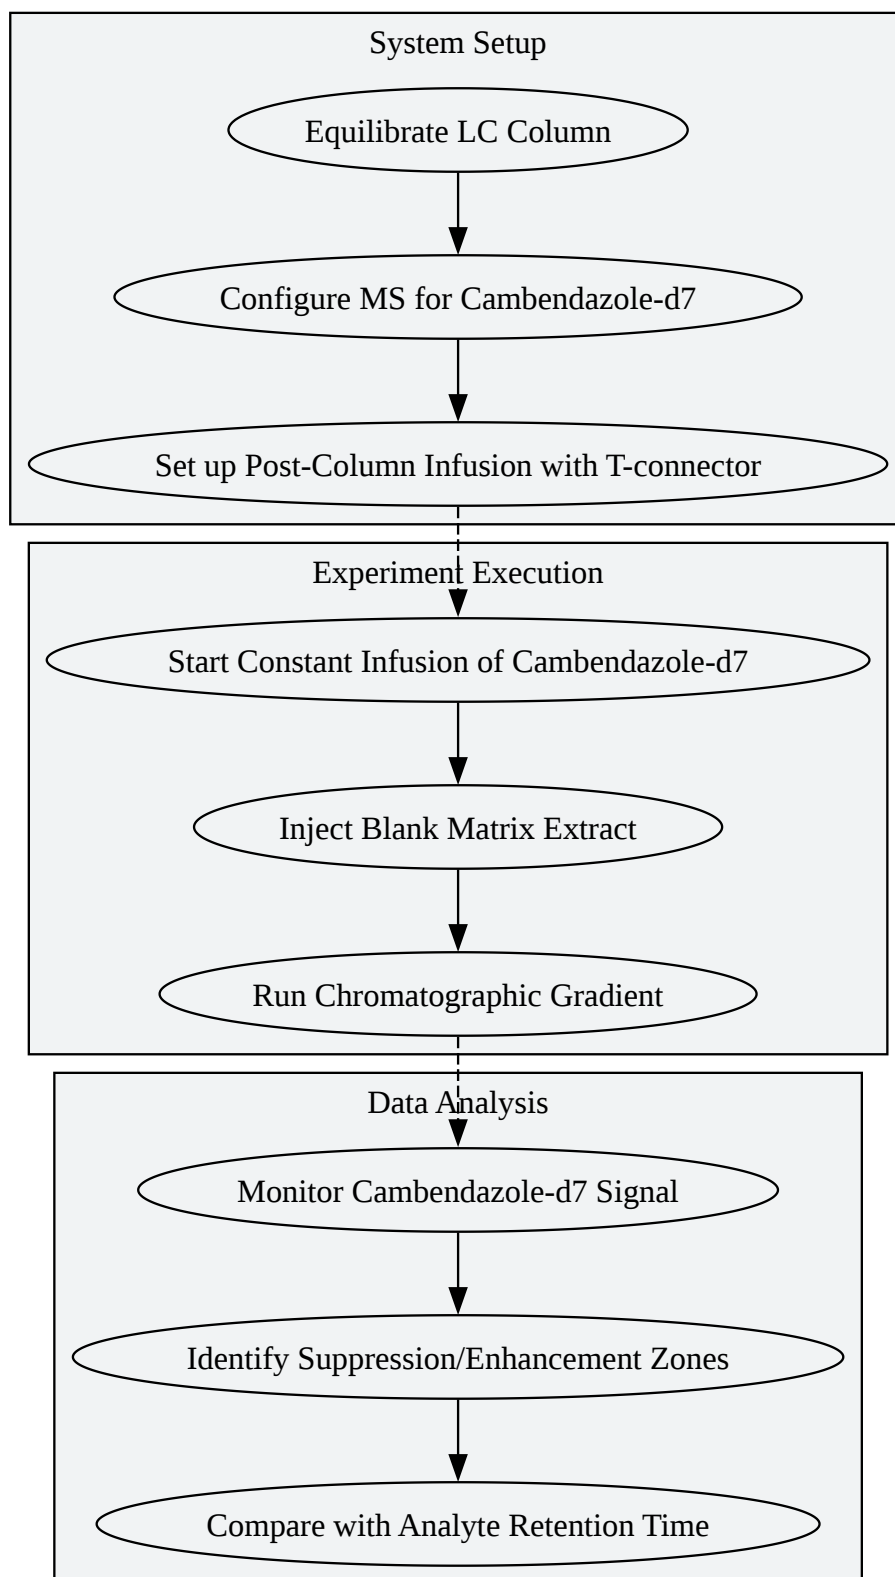 System Setup
Equilibrate LC Column
Configure MS for Cambendazole-d7
Set up Post-Column Infusion with T-connector
Experiment Execution
Start Constant Infusion of Cambendazole-d7
Inject Blank Matrix Extract
Run Chromatographic Gradient
Data Analysis
Monitor Cambendazole-d7 Signal
Identify Suppression/Enhancement Zones
Compare with Analyte Retention Time